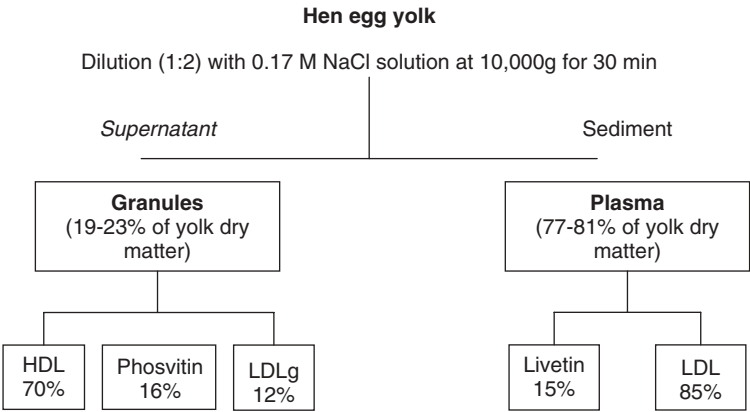 Hen egg yolk
Dilution (1:2) with 0.17 M NaCl solution at 10,000g for 30 min
Supernatant
Sediment
Granules
(19-23% of yolk dry
matter)
Plasma
(77-81% of yolk dry
matter)
HDL
70%
Phosvitin
16%
LDLg
12%
Livetin
15%
LDL
85%